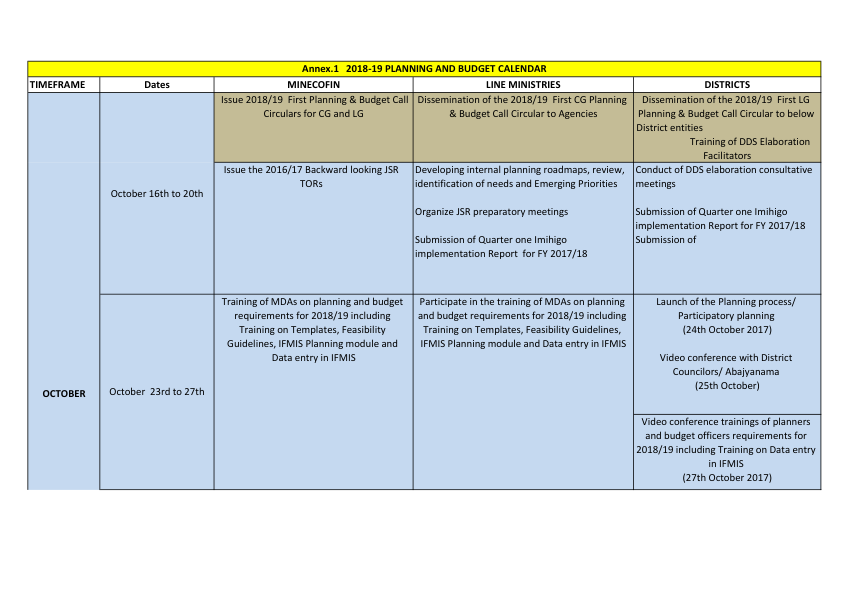 Annex.1 2018-19 PLANNING AND BUDGET CALENDAR
TIMEFRAME Dates MINECOFIN LINE MINISTRIES DISTRICTS
OCTOBER
October 16th to 20th
Issue 2018/19 First Planning & Budget Call
Circulars for CG and LG
Dissemination of the 2018/19 First CG Planning
& Budget Call Circular to Agencies
Dissemination of the 2018/19 First LG
Planning & Budget Call Circular to below
District entities
Training of DDS Elaboration
Facilitators
Issue the 2016/17 Backward looking JSR
TORs
Developing internal planning roadmaps, review,
identification of needs and Emerging Priorities
Organize JSR preparatory meetings
Submission of Quarter one Imihigo
implementation Report for FY 2017/18
Conduct of DDS elaboration consultative
meetings
Submission of Quarter one Imihigo
implementation Report for FY 2017/18
Submission of
October 23rd to 27th
Training of MDAs on planning and budget
requirements for 2018/19 including
Training on Templates, Feasibility
Guidelines, IFMIS Planning module and
Data entry in IFMIS
Participate in the training of MDAs on planning
and budget requirements for 2018/19 including
Training on Templates, Feasibility Guidelines,
IFMIS Planning module and Data entry in IFMIS
Launch of the Planning process/
Participatory planning
(24th October 2017)
Video conference with District
Councilors/ Abajyanama
(25th October)
Video conference trainings of planners
and budget officers requirements for
2018/19 including Training on Data entry
in IFMIS
(27th October 2017)